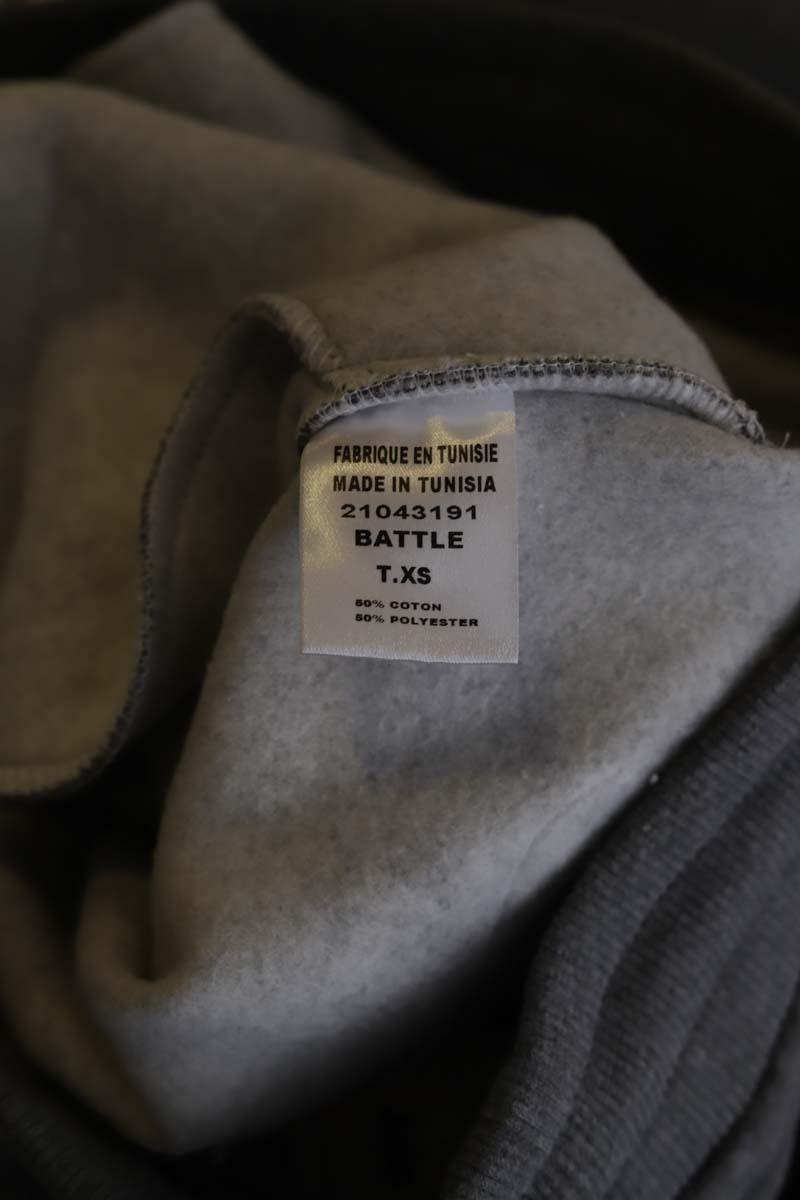 FABRIQUE EN TUNISIE
MADE IN TUNISIA
21043191
BATTLE
T.XS
50% COTON
50% POLYESTER